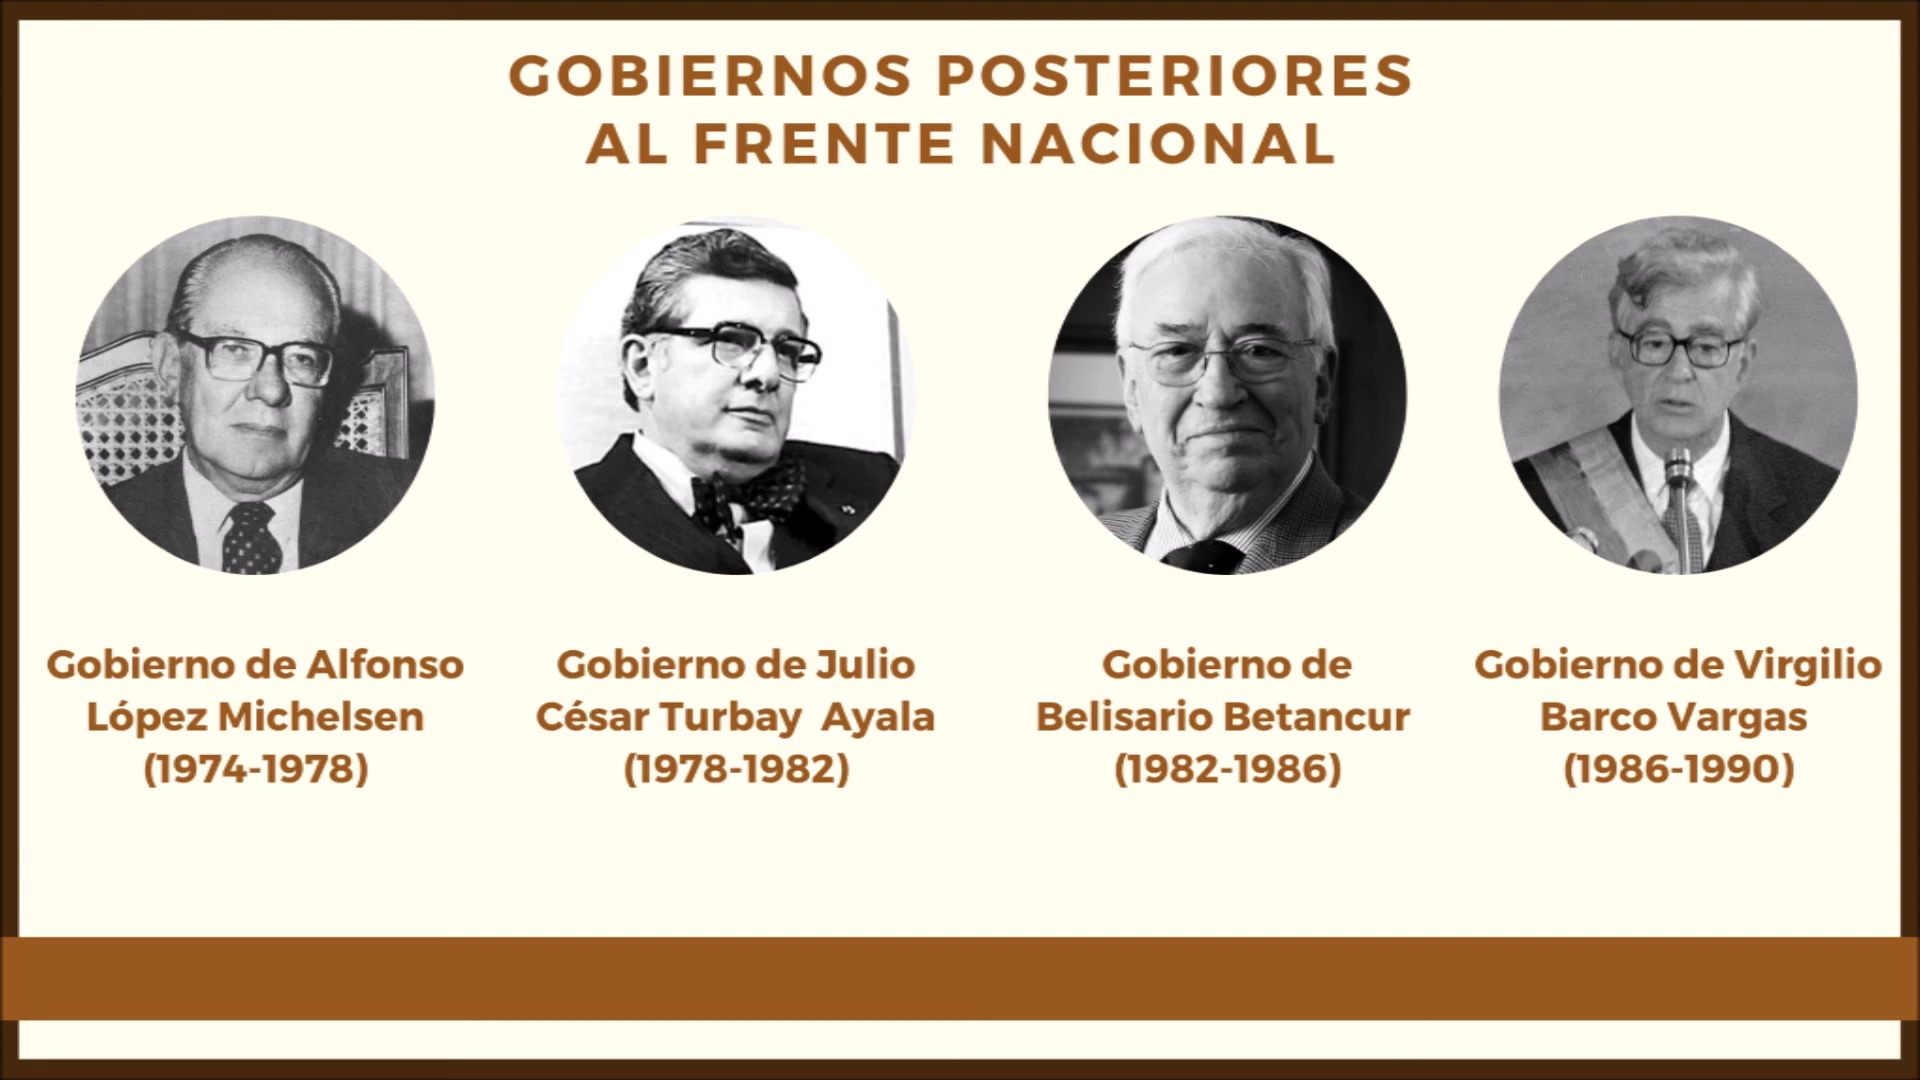 GOBIERNOS POSTERIORES
AL FRENTE NACIONAL
Gobierno de Alfonso
López Michelsen
(1974-1978)
Gobierno de Julio
César Turbay  Ayala
(1978-1982)
Gobierno de
Belisario Betancur
(1982-1986)
Gobierno de Virgilio
Barco Vargas
(1986-1990)